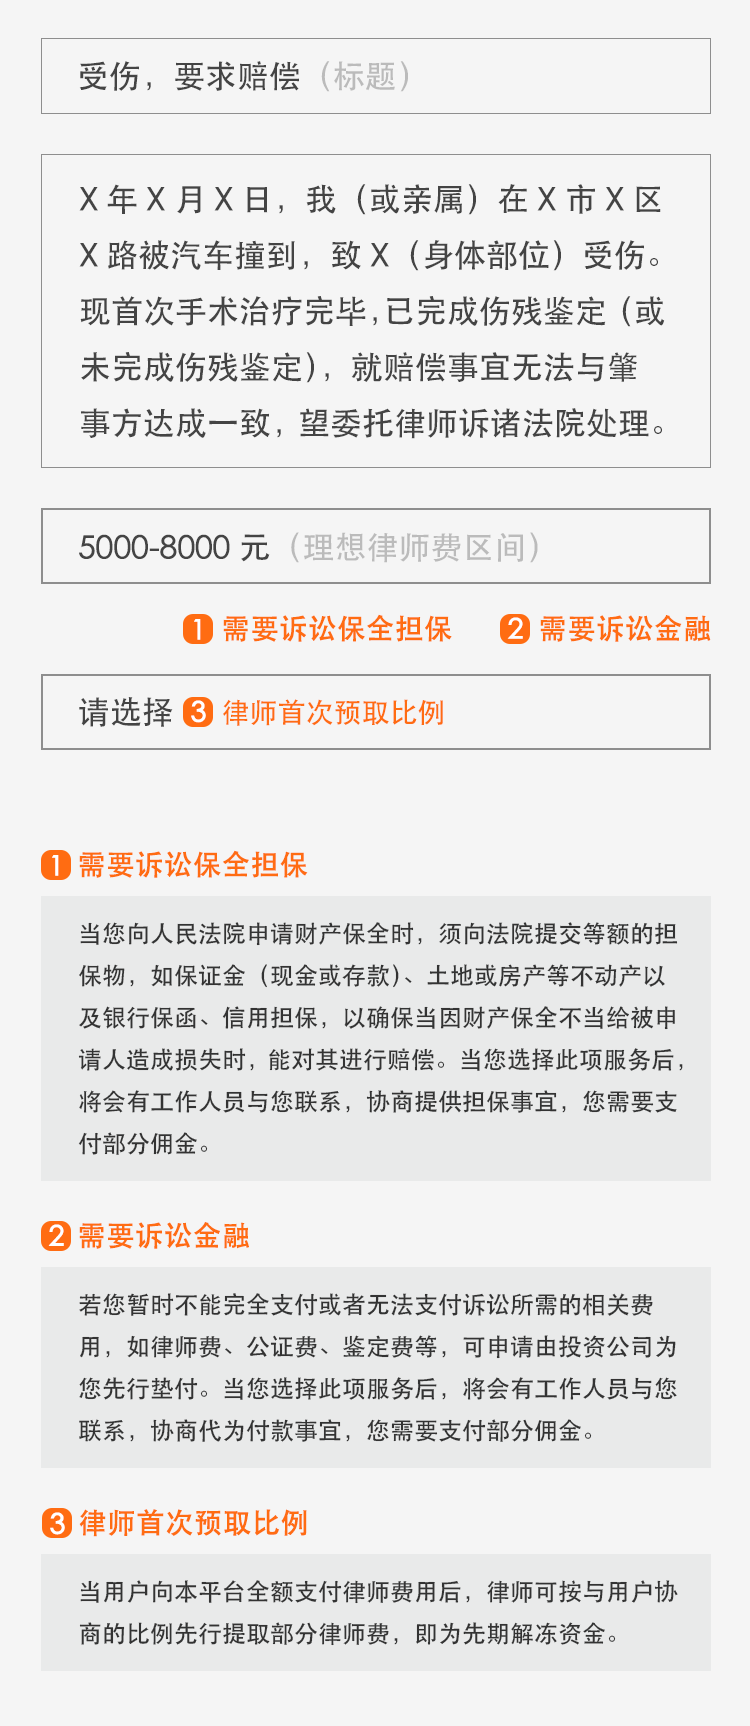 受伤，要求赔偿（标题）
X 年 X 月 X 日，我（或亲属）在 X 市 X 区
X 路被汽车撞到，致 X（身体部位）受伤。
现首次手术治疗完毕,已完成伤残鉴定（或
未完成伤残鉴定），就赔偿事宜无法与肇
事方达成一致，望委托律师诉诸法院处理。
5000-8000 元（理想律师费区间）
1 需要诉讼保全担保 2 需要诉讼金融
请选择 3 律师首次预取比例
1 需要诉讼保全担保
当您向人民法院申请财产保全时，须向法院提交等额的担
保物，如保证金（现金或存款）、土地或房产等不动产以
及银行保函、信用担保，以确保当因财产保全不当给被申
请人造成损失时，能对其进行赔偿。当您选择此项服务后，
将会有工作人员与您联系，协商提供担保事宜，您需要支
付部分佣金。
2 需要诉讼金融
若您暂时不能完全支付或者无法支付诉讼所需的相关费
用，如律师费、公证费、鉴定费等，可申请由投资公司为
您先行垫付。当您选择此项服务后，将会有工作人员与您
联系，协商代为付款事宜，您需要支付部分佣金。
3 律师首次预取比例
当用户向本平台全额支付律师费用后，律师可按与用户协
商的比例先行提取部分律师费，即为先期解冻资金。